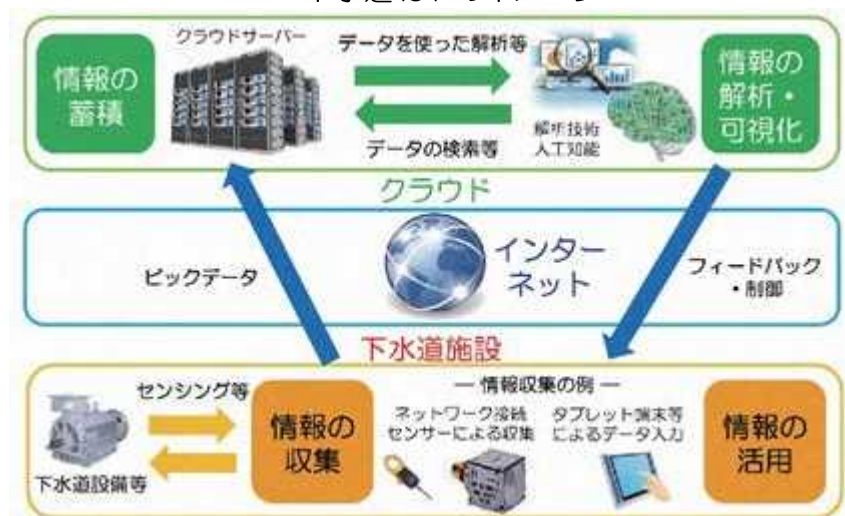 クラウドサーバー
データを使った解析等
情報の
蓄積
情報の
解析・
可視化
解析技術
人工知能
データの検索等
クラウド
インター
ネット
ビックデータ
フィードバック
・制御
下水道施設
センシング等
― 情報収集の例 ―
情報の
収集
ネットワーク接続
センサーによる収集
タブレット端末等
によるデータ入力
情報の
活用
下水道設備等